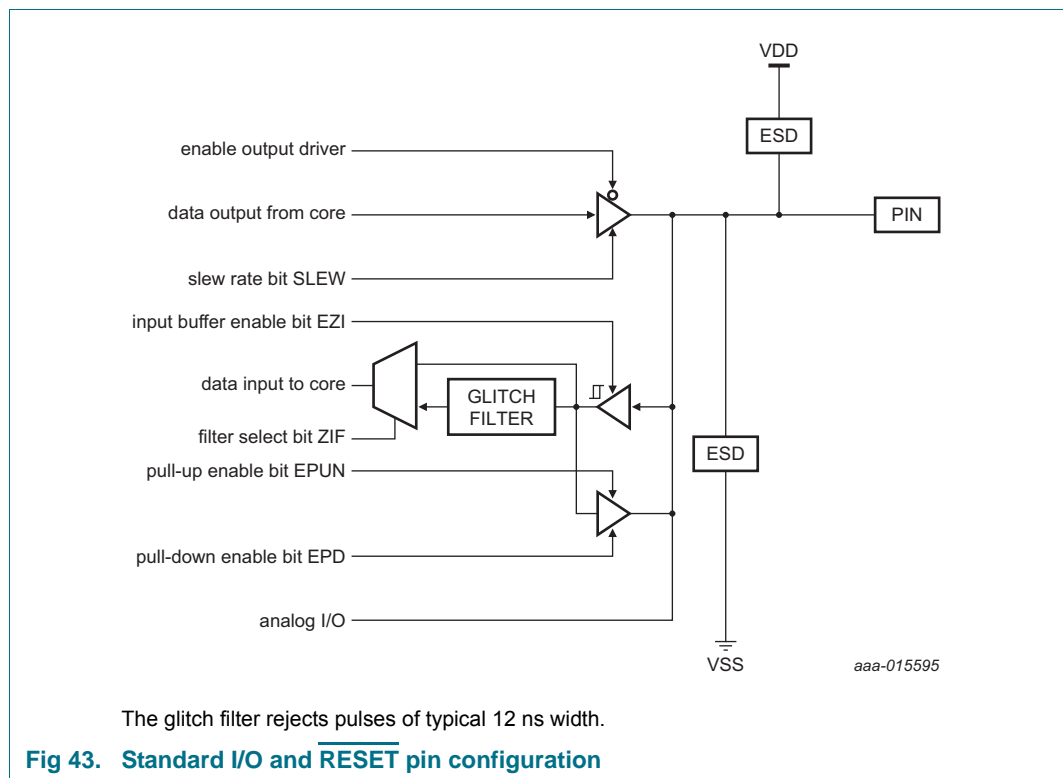 VDD
ESD
enable output driver
data output from core
PIN
slew rate bit SLEW
input buffer enable bit EZI
data input to core
GLITCH
FILTER
filter select bit ZIF
ESD
pull-up enable bit EPUN
pull-down enable bit EPD
analog I/O
VSS
aaa-015595
The glitch filter rejects pulses of typical 12 ns width.
Fig 43. Standard I/O and RESET pin configuration